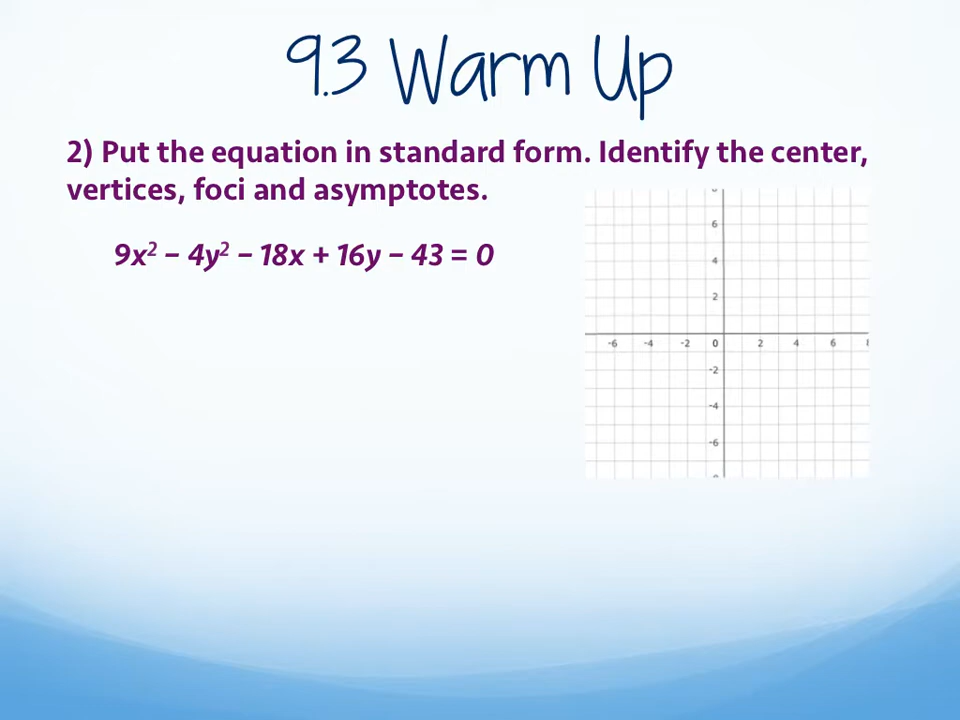 9.3 Warm Up
2) Put the equation in standard form. Identify the center,
vertices, foci and asymptotes.
9x² – 4y² – 18x + 16y – 43 = 0
6
4
2
-6 -4 -2 0 2 4 6
-2
-4
-6